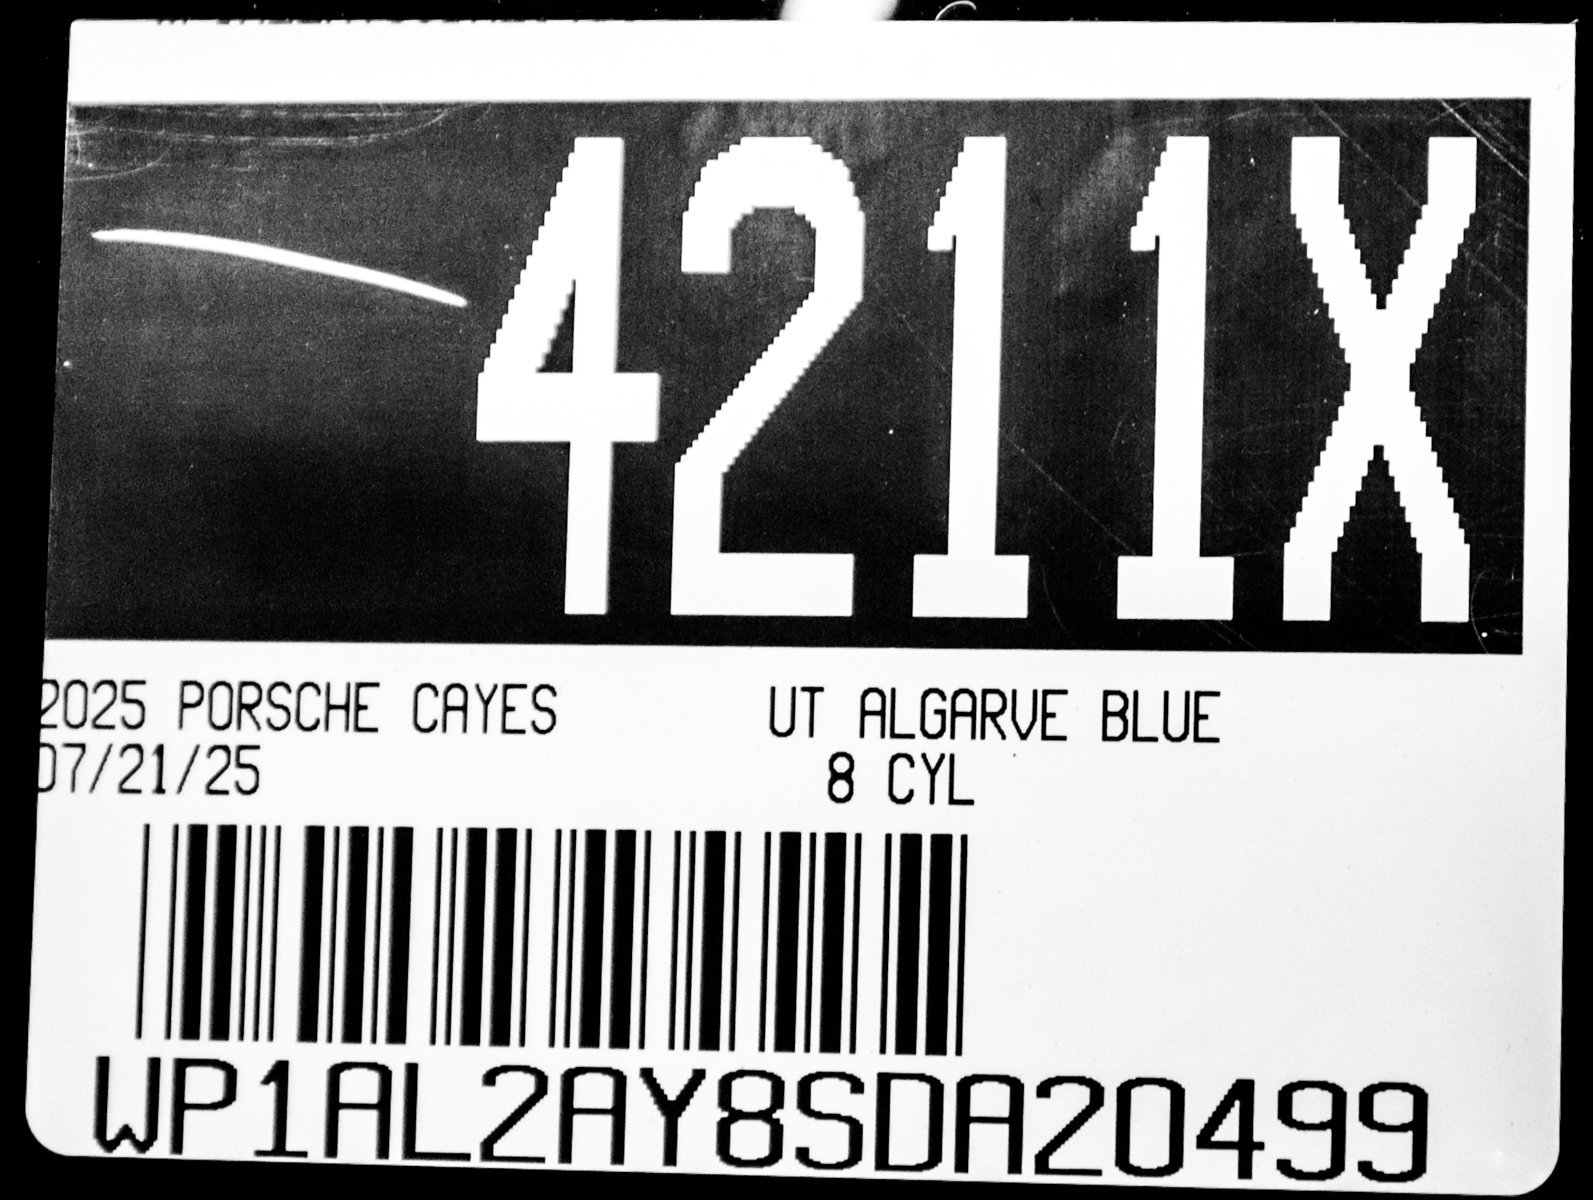 4211X
2025 PORSCHE CAYES UT ALGARVE BLUE
07/21/25 8 CYL
WP1AL2AY8SDA20499